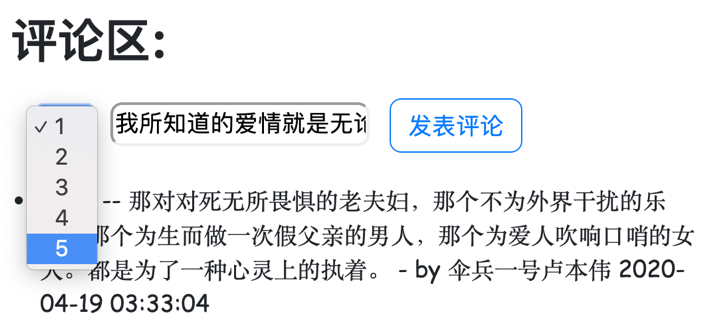 评论区:
✓ 1
2
3
4
5
我所知道的爱情就是无
发表评论
-- 那对对死无所畏惧的老夫妇，那个不为外界干扰的乐
那个为生而做一次假父亲的男人，那个为爱人吹响口哨的女
人。都是为了一种心灵上的执着。 - by 伞兵一号卢本伟 2020-
04-19 03:33:04